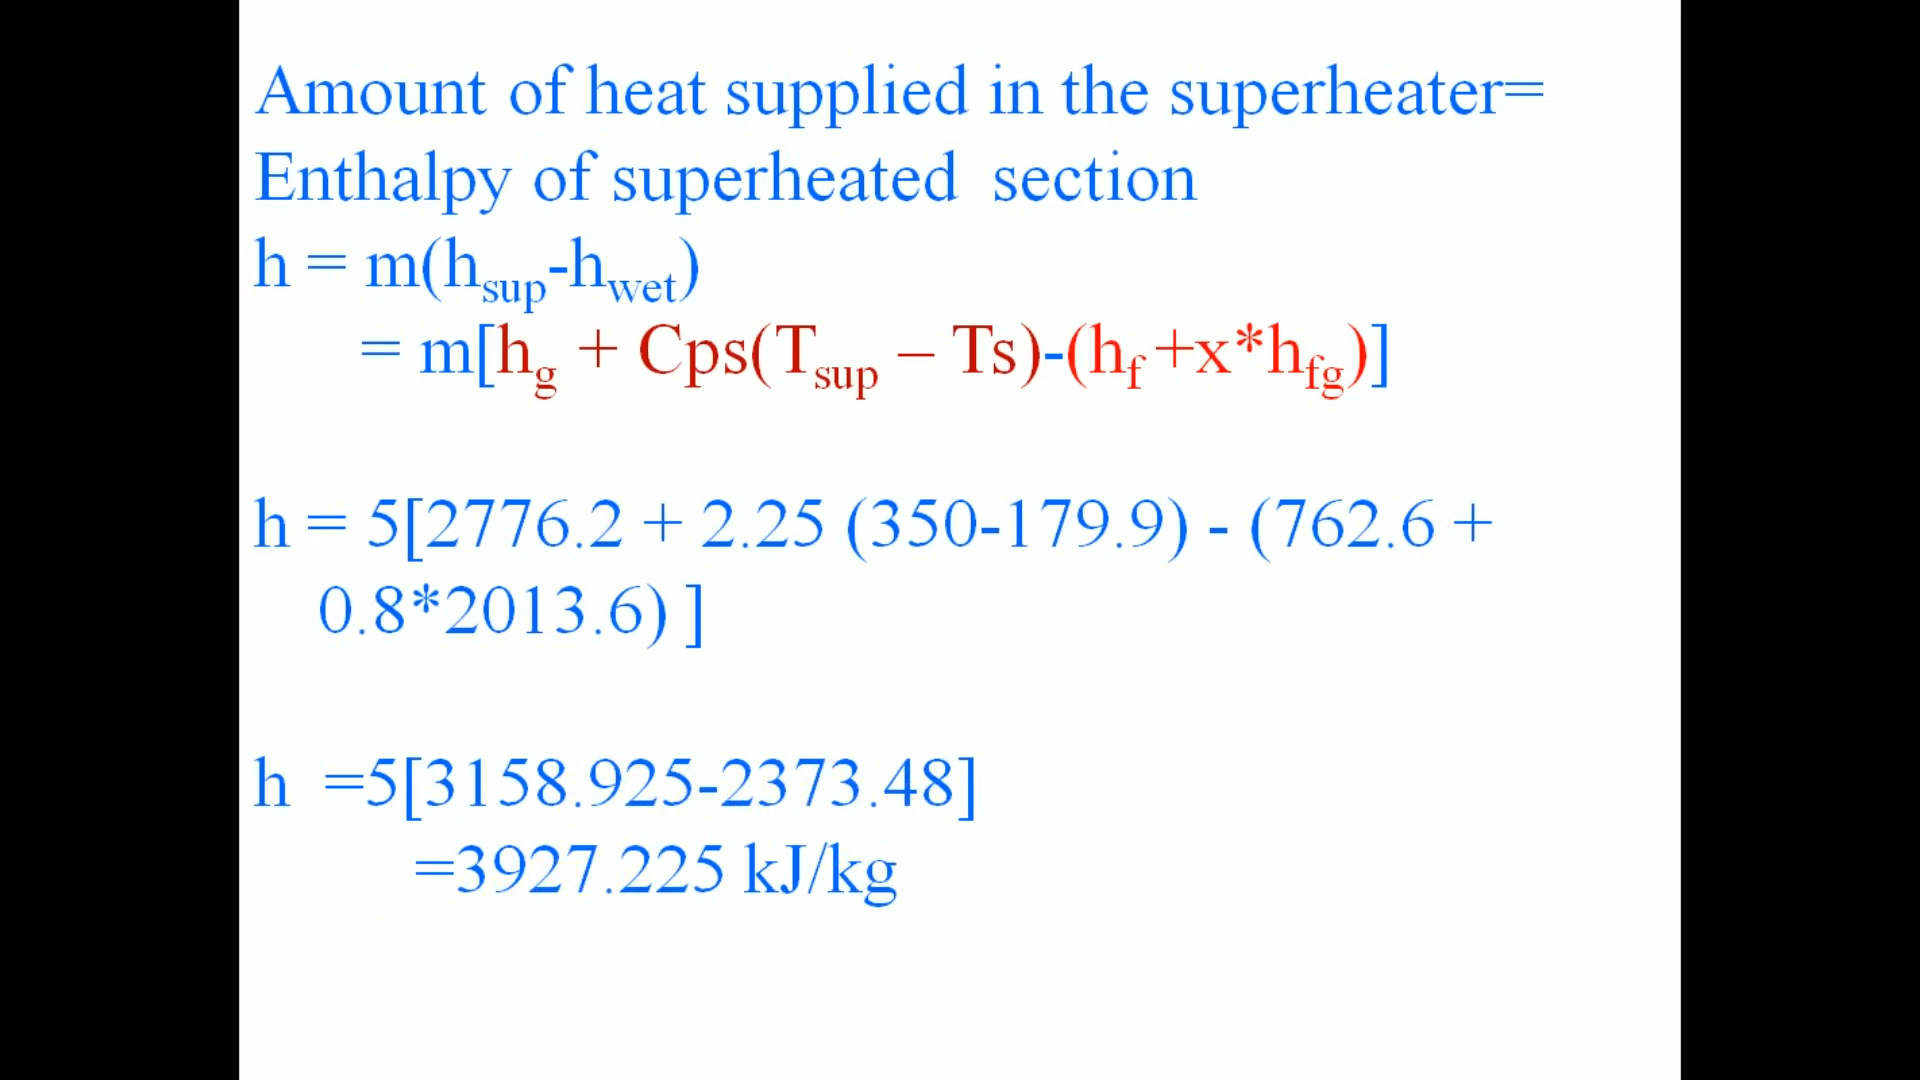 Amount of heat supplied in the superheater=
Enthalpy of superheated section
h = m(hsup-hwet)
= m[hg + Cps(Tsup – Ts)-(hf +x*hfg)]
h = 5[2776.2 + 2.25 (350-179.9) - (762.6 +
0.8*2013.6) ]
h =5[3158.925-2373.48]
=3927.225 kJ/kg